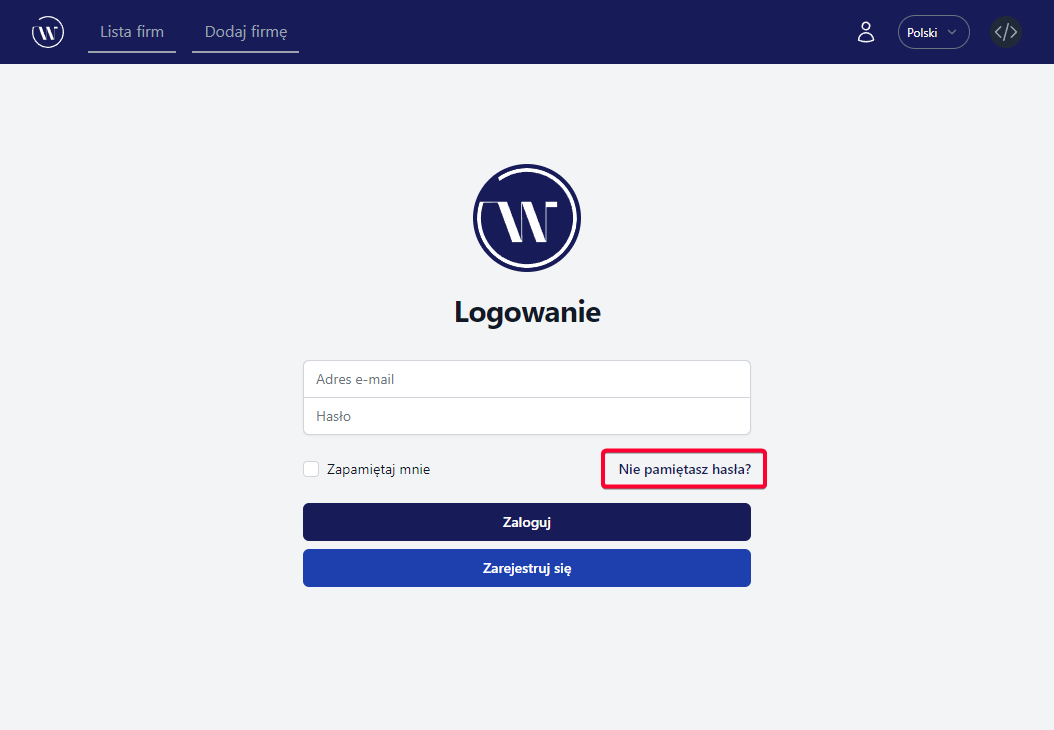 W
Lista firm
Dodaj firmę
Polski
</>
W
Logowanie
Adres e-mail
Hasło
Zapamiętaj mnie
Nie pamiętasz hasła?
Zaloguj
Zarejestruj się